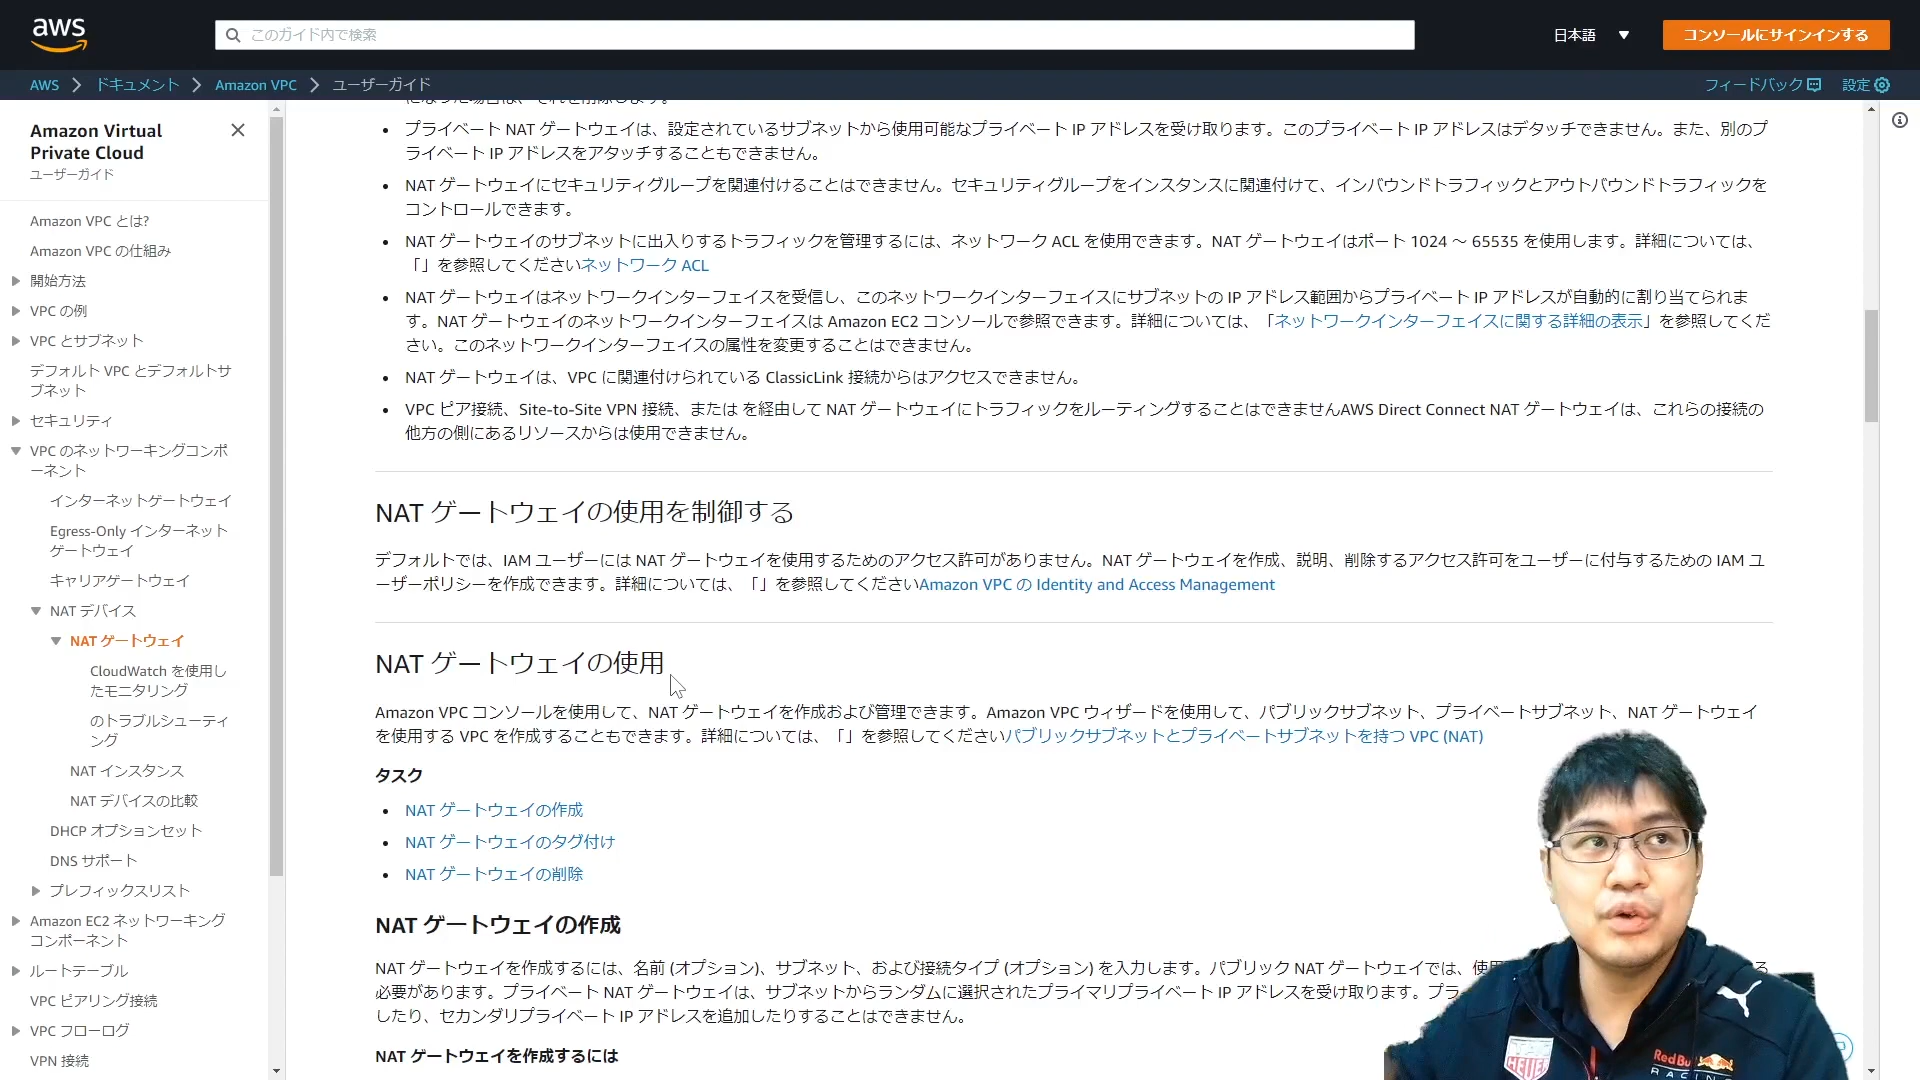 aws
このガイド内で検索
日本語
コンソールにサインインする
AWS
ドキュメント
Amazon VPC
ユーザーガイド
フィードバック
設定
Amazon Virtual
Private Cloud
ユーザーガイド
Amazon VPC とは?
Amazon VPC の仕組み
開始方法
VPC の例
VPC とサブネット
デフォルト VPC とデフォルトサ
ブネット
セキュリティ
VPC のネットワーキングコンポ
ーネント
インターネットゲートウェイ
Egress-Only インターネット
ゲートウェイ
キャリアゲートウェイ
NAT デバイス
NAT ゲートウェイ
CloudWatch を使用し
たモニタリング
のトラブルシューティ
ング
NAT インスタンス
NAT デバイスの比較
DHCP オプションセット
DNS サポート
プレフィックスリスト
Amazon EC2 ネットワーキング
コンポーネント
ルートテーブル
VPC ピアリング接続
VPC フローログ
VPN 接続
になった場合は、それを削除します。
プライベート NAT ゲートウェイは、設定されているサブネットから使用可能なプライベート IP アドレスを受け取ります。このプライベート IP アドレスはデタッチできません。また、別のプ
ライベート IP アドレスをアタッチすることもできません。
NAT ゲートウェイにセキュリティグループを関連付けることはできません。セキュリティグループをインスタンスに関連付けて、インバウンドトラフィックとアウトバウンドトラフィックを
コントロールできます。
NAT ゲートウェイのサブネットに出入りするトラフィックを管理するには、ネットワーク ACL を使用できます。NAT ゲートウェイはポート 1024 ～ 65535 を使用します。詳細については、
「」を参照してくださいネットワーク ACL
NAT ゲートウェイはネットワークインターフェイスを受信し、このネットワークインターフェイスにサブネットの IP アドレス範囲からプライベート IP アドレスが自動的に割り当てられま
す。NAT ゲートウェイのネットワークインターフェイスは Amazon EC2 コンソールで参照できます。詳細については、「ネットワークインターフェイスに関する詳細の表示」を参照してくだ
さい。このネットワークインターフェイスの属性を変更することはできません。
NAT ゲートウェイは、VPC に関連付けられている ClassicLink 接続からはアクセスできません。
VPC ピア接続、Site-to-Site VPN 接続、または を経由して NAT ゲートウェイにトラフィックをルーティングすることはできませんAWS Direct Connect NAT ゲートウェイは、これらの接続の
他方の側にあるリソースからは使用できません。
NAT ゲートウェイの使用を制御する
デフォルトでは、IAM ユーザーには NAT ゲートウェイを使用するためのアクセス許可がありません。NAT ゲートウェイを作成、説明、削除するアクセス許可をユーザーに付与するための IAM ユ
ーザーポリシーを作成できます。詳細については、「」を参照してくださいAmazon VPC の Identity and Access Management
NAT ゲートウェイの使用
Amazon VPC コンソールを使用して、NAT ゲートウェイを作成および管理できます。Amazon VPC ウィザードを使用して、パブリックサブネット、プライベートサブネット、NAT ゲートウェイ
を使用する VPC を作成することもできます。詳細については、「」を参照してくださいパブリックサブネットとプライベートサブネットを持つ VPC (NAT)
タスク
NAT ゲートウェイの作成
NAT ゲートウェイのタグ付け
NAT ゲートウェイの削除
NAT ゲートウェイの作成
NAT ゲートウェイを作成するには、名前 (オプション)、サブネット、および接続タイプ (オプション) を入力します。パブリック NAT ゲートウェイでは、使用 る
必要があります。プライベート NAT ゲートウェイは、サブネットからランダムに選択されたプライマリプライベート IP アドレスを受け取ります。プラ
したり、セカンダリプライベート IP アドレスを追加したりすることはできません。
NAT ゲートウェイを作成するには
HEUER
Red Bull
RACING